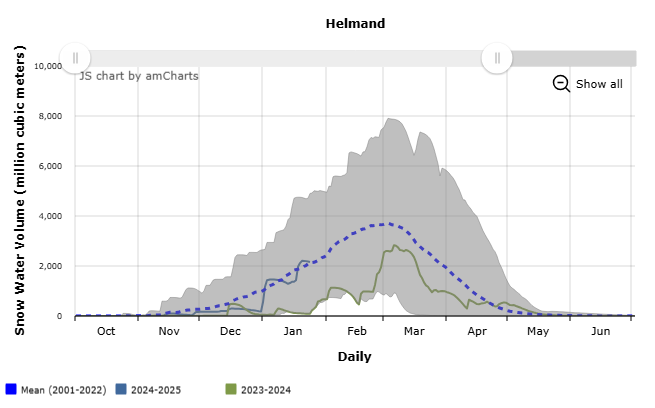 Helmand
JS chart by amCharts
Show all
Snow Water Volume (million cubic meters)
10,000
8,000
6,000
4,000
2,000
0
Oct Nov Dec Jan Feb Mar Apr May Jun
Daily
Mean (2001-2022) 2024-2025 2023-2024